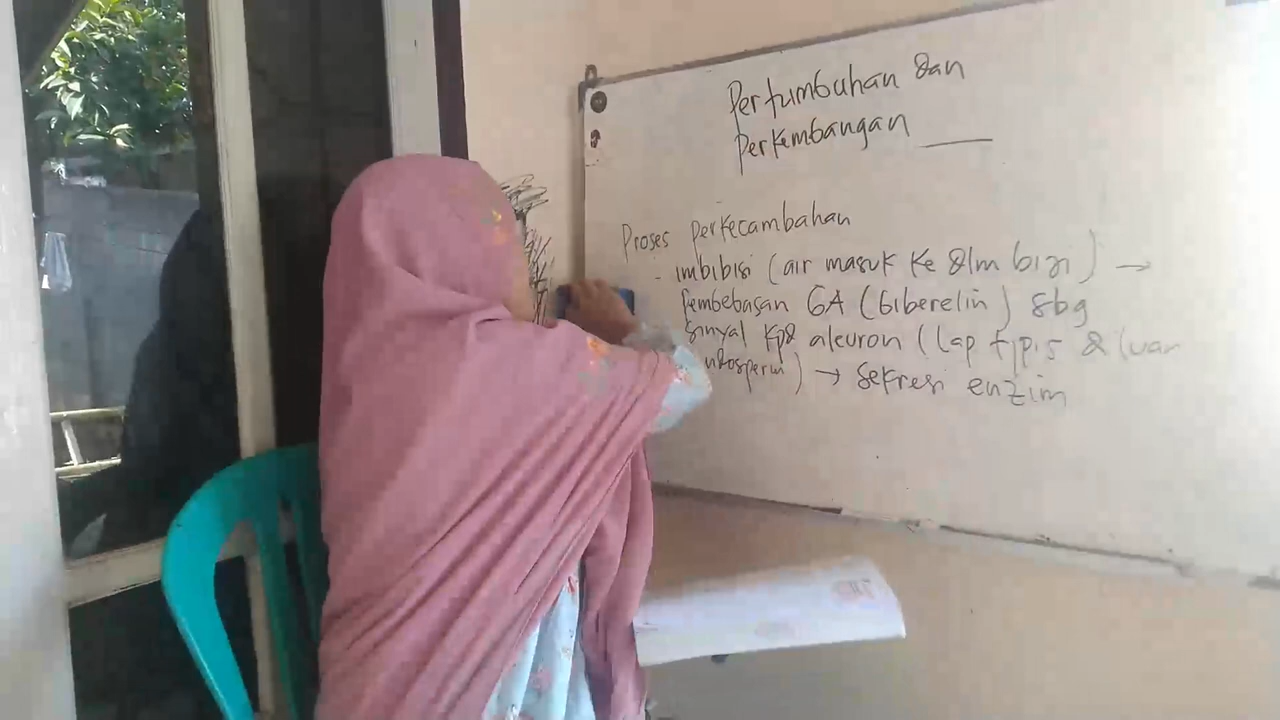 Pertumbuhan dan
Perkembangan
Proses perkecambahan
- imbibisi (air masuk ke dlm biji) →
pembebasan GA (Giberelin) sbg
sinyal kpd aleuron (lap tipis & luar
ndosperm) → sekresi enzim